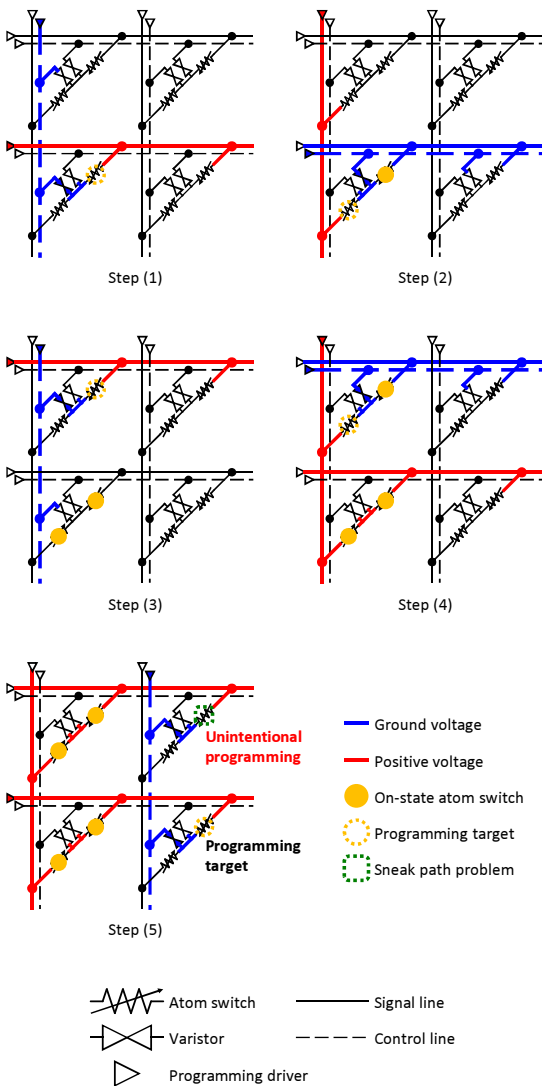 Step (1)
Step (2)
Step (3)
Step (4)
Unintentional
programming
Programming
target
Step (5)
Ground voltage
Positive voltage
On-state atom switch
Programming target
Sneak path problem
Atom switch
Signal line
Varistor
Control line
Programming driver